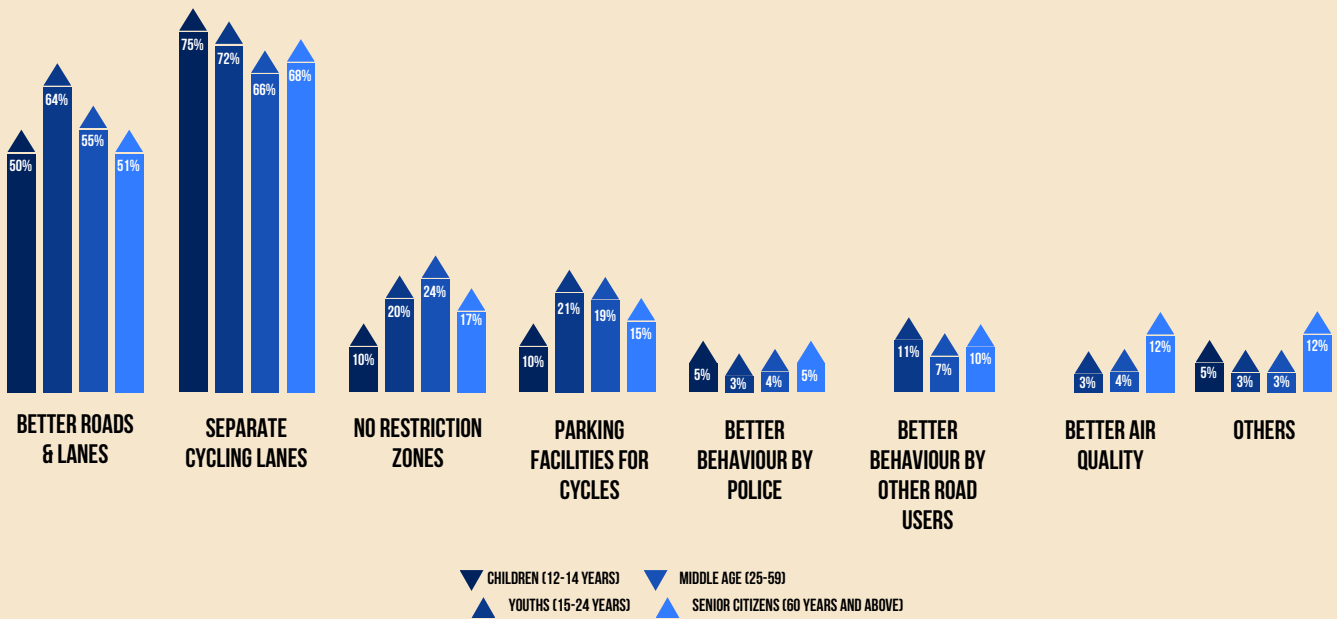 50%
64%
55%
51%
75%
72%
66%
68%
10%
20%
24%
17%
10%
21%
19%
15%
5%
3%
4%
5%
11%
7%
10%
3%
4%
12%
5%
3%
3%
12%
BETTER ROADS
& LANES
SEPARATE
CYCLING LANES
NO RESTRICTION
ZONES
PARKING
FACILITIES FOR
CYCLES
BETTER
BEHAVIOUR BY
POLICE
BETTER
BEHAVIOUR BY
OTHER ROAD
USERS
BETTER AIR
QUALITY
OTHERS
CHILDREN (12-14 YEARS)
MIDDLE AGE (25-59)
YOUTHS (15-24 YEARS)
SENIOR CITIZENS (60 YEARS AND ABOVE)